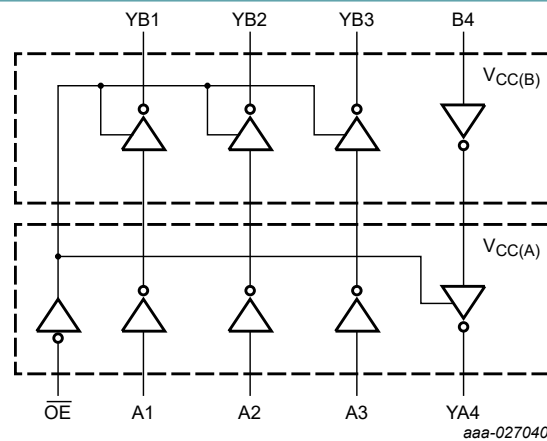 YB1 YB2 YB3 B4
VCC(B)
VCC(A)
OE A1 A2 A3 YA4
aaa-027040